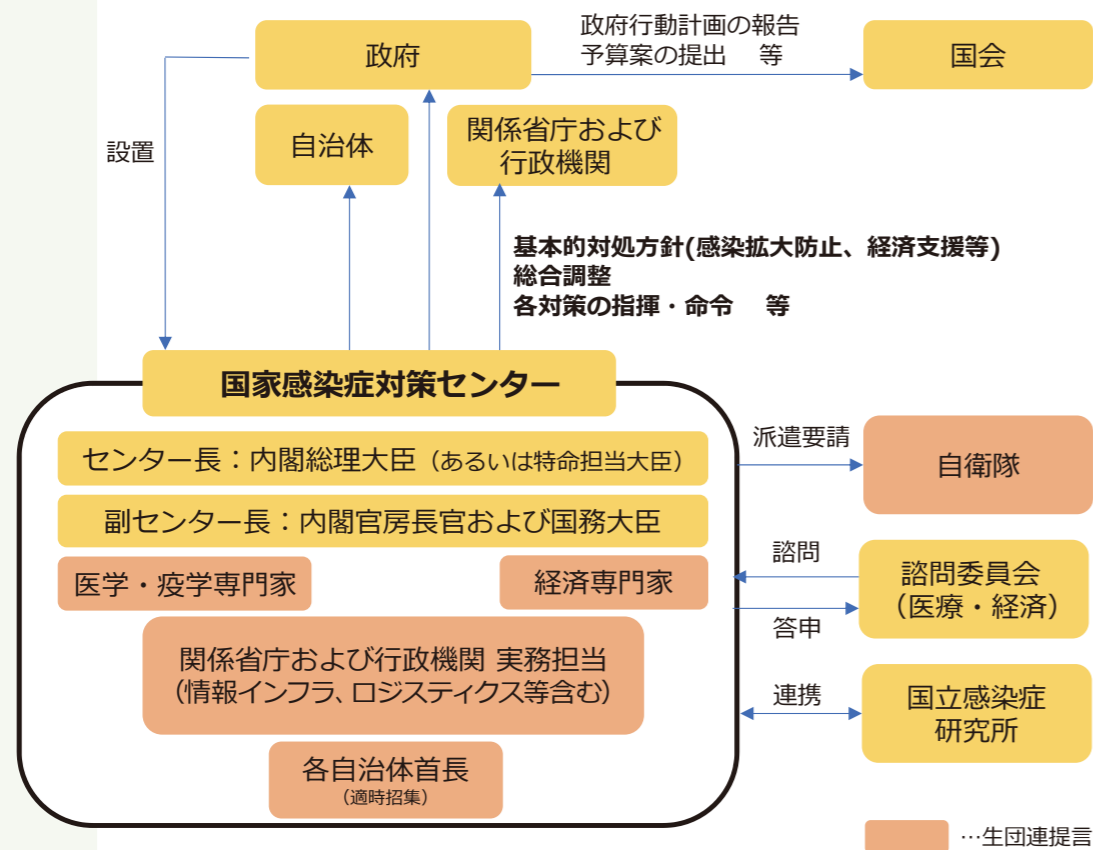 政府
政府行動計画の報告
予算案の提出 等
国会
設置
自治体
関係省庁および
行政機関
基本的対処方針(感染拡大防止、経済支援等)
総合調整
各対策の指揮・命令 等
国家感染症対策センター
センター長：内閣総理大臣（あるいは特命担当大臣）
副センター長：内閣官房長官および国務大臣
医学・疫学専門家
経済専門家
関係省庁および行政機関 実務担当
（情報インフラ、ロジスティクス等含む）
各自治体首長
（適時招集）
派遣要請
自衛隊
諮問
答申
諮問委員会
（医療・経済）
連携
国立感染症
研究所
…生団連提言